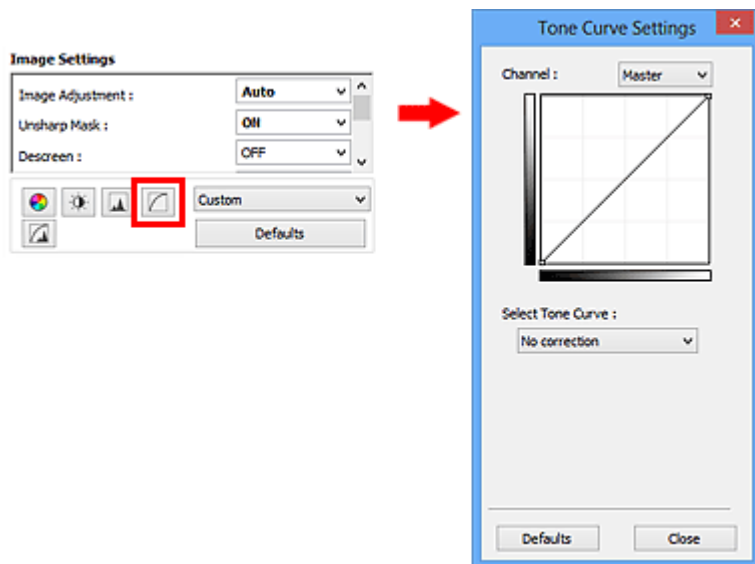 Image Settings
Image Adjustment :
Auto
Unsharp Mask :
ON
Descreen :
OFF
Custom
Defaults
Tone Curve Settings
Channel :
Master
Select Tone Curve :
No correction
Defaults
Close